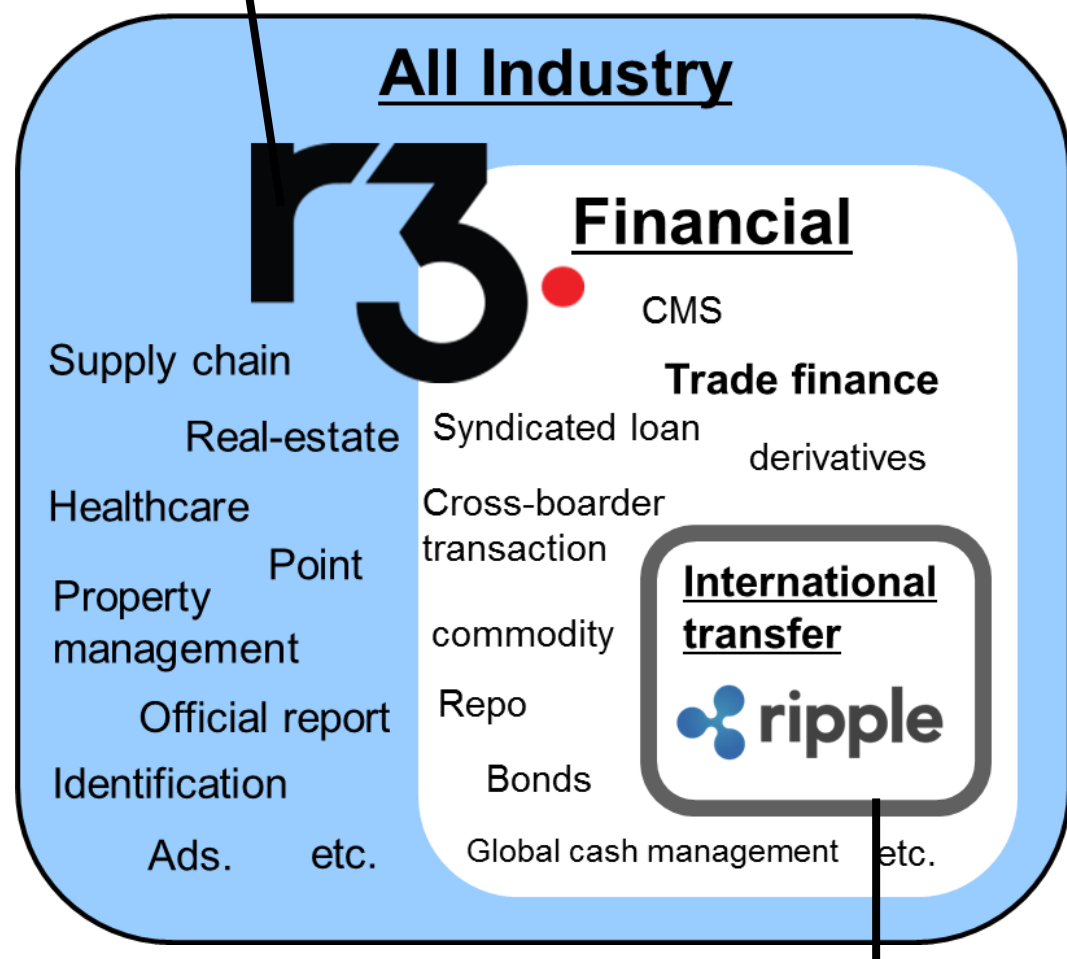 All Industry
r3.
Financial
CMS
Supply chain
Trade finance
Real-estate
Syndicated loan
derivatives
Healthcare
Cross-boarder
transaction
Point
Property
management
International
transfer
commodity
ripple
Official report
Repo
Identification
Bonds
Ads.
etc.
Global cash management
etc.